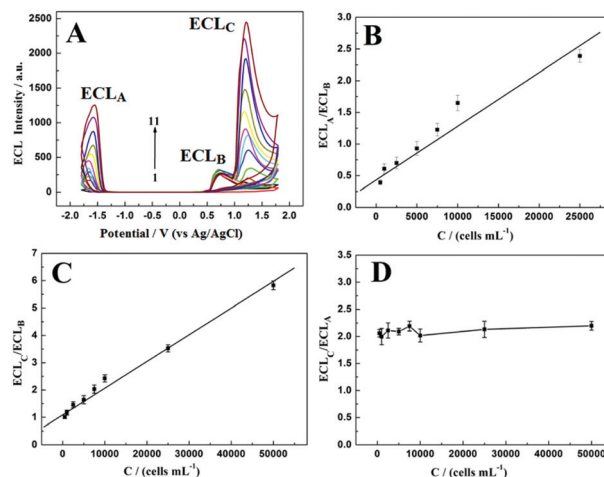 A
ECL Intensity / a.u.
2500
2000
1500
1000
500
0
ECL_A
ECL_B
ECL_C
11
1
-2.0 -1.5 -1.0 -0.5 0.0 0.5 1.0 1.5 2.0
Potential / V (vs Ag/AgCl)
B
ECL_A/ECL_B
3.0
2.5
2.0
1.5
1.0
0.5
0.0
0 5000 10000 15000 20000 25000
C / (cells mL⁻¹)
C
ECL_C/ECL_B
7
6
5
4
3
2
1
0
0 10000 20000 30000 40000 50000
C / (cells mL⁻¹)
D
ECL_C/ECL_A
3.0
2.5
2.0
1.5
1.0
0.5
0.0
0 10000 20000 30000 40000 50000
C / (cells mL⁻¹)